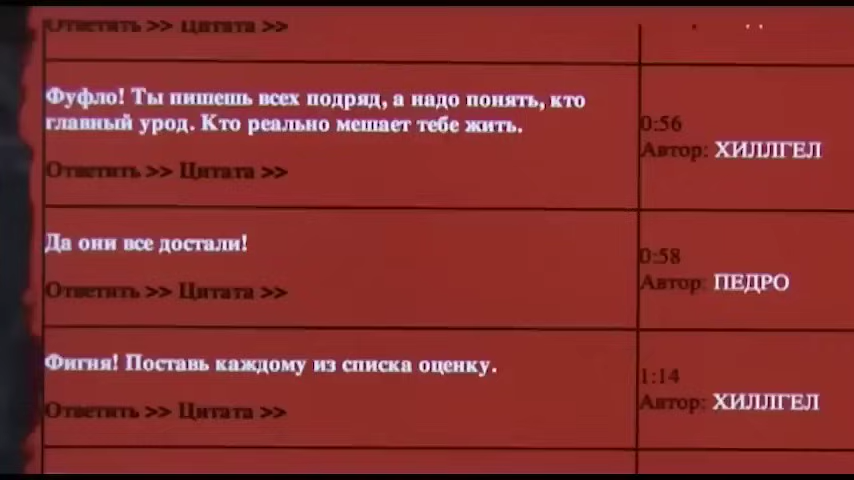 Ответить >> Цитата >>
Фуфло! Ты пишешь всех подряд, а надо понять, кто
главный урод. Кто реально мешает тебе жить.
0:56
Автор: ХИЛЛГЕЛ
Ответить >> Цитата >>
Да они все достали!
0:58
Автор: ПЕДРО
Ответить >> Цитата >>
Фигня! Поставь каждому из списка оценку.
1:14
Автор: ХИЛЛГЕЛ
Ответить >> Цитата >>